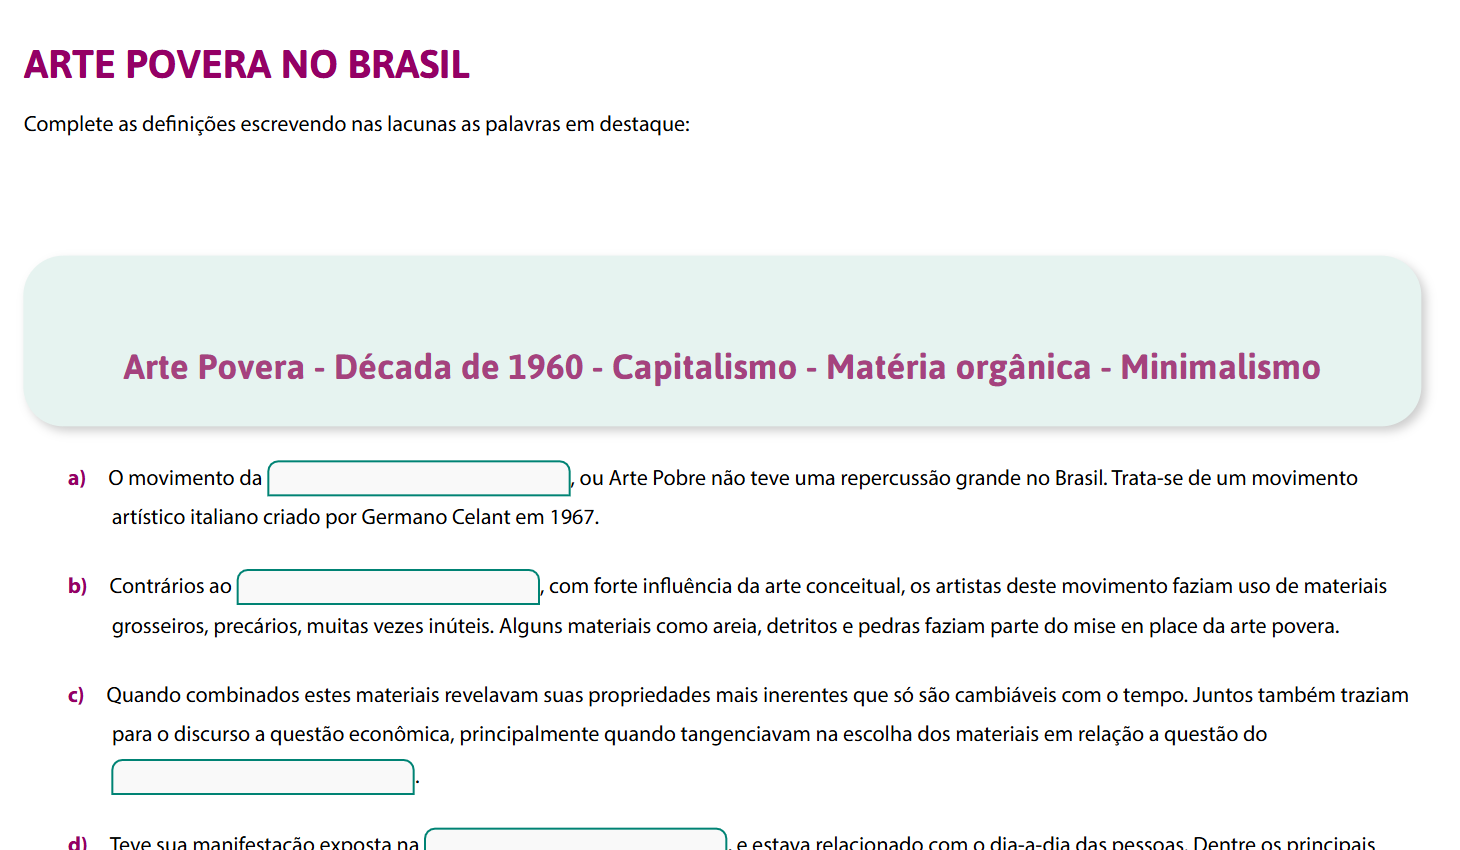 ARTE POVERA NO BRASIL
Complete as definições escrevendo nas lacunas as palavras em destaque:
Arte Povera - Década de 1960 - Capitalismo - Matéria orgânica - Minimalismo
a) O movimento da , ou Arte Pobre não teve uma repercussão grande no Brasil. Trata-se de um movimento
artístico italiano criado por Germano Celant em 1967.
b) Contrários ao , com forte influência da arte conceitual, os artistas deste movimento faziam uso de materiais
grosseiros, precários, muitas vezes inúteis. Alguns materiais como areia, detritos e pedras faziam parte do mise en place da arte povera.
c) Quando combinados estes materiais revelavam suas propriedades mais inerentes que só são cambiáveis com o tempo. Juntos também traziam
para o discurso a questão econômica, principalmente quando tangenciavam na escolha dos materiais em relação a questão do
.
d) Teve sua manifestação exposta na , e estava relacionado com o dia-a-dia das pessoas. Dentre os principais